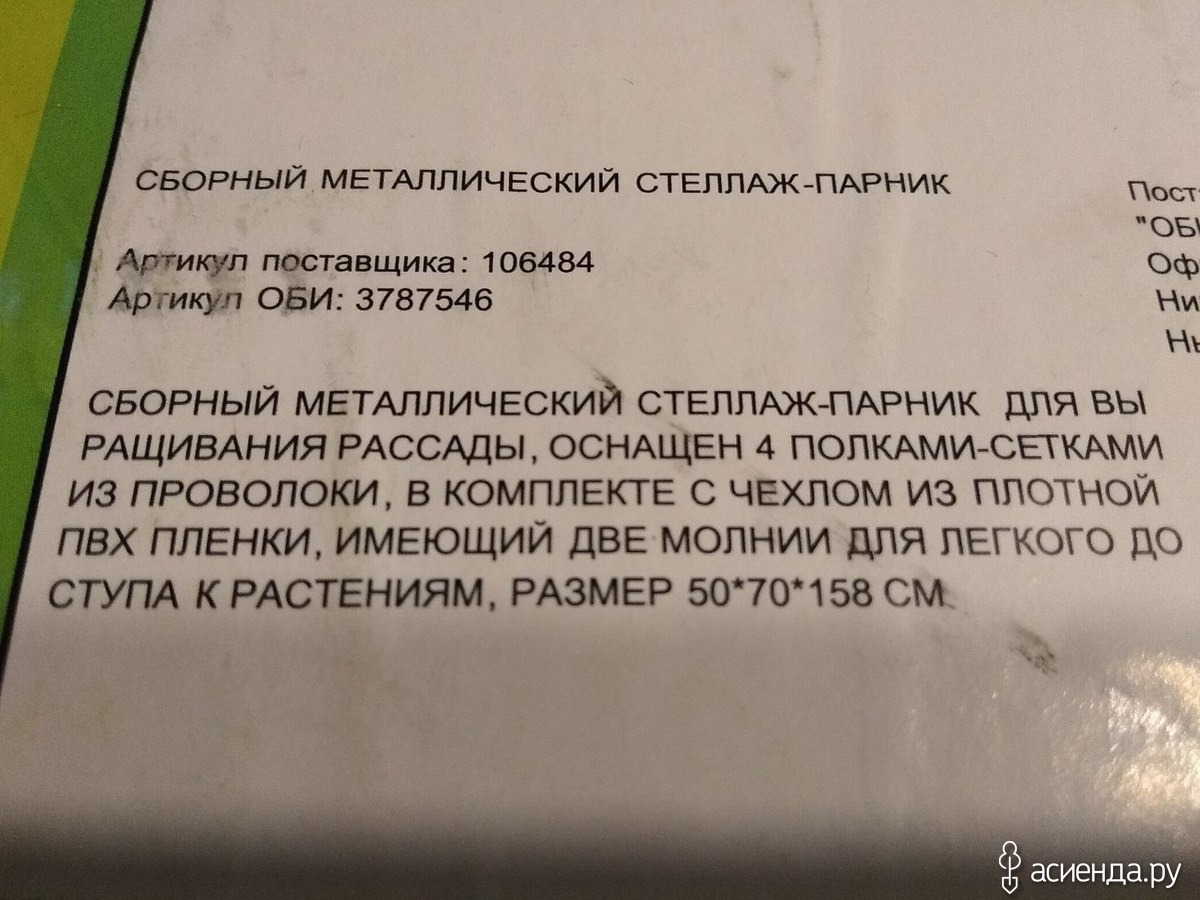 СБОРНЫЙ МЕТАЛЛИЧЕСКИЙ СТЕЛЛАЖ-ПАРНИК
Артикул поставщика: 106484
Артикул ОБИ: 3787546
СБОРНЫЙ МЕТАЛЛИЧЕСКИЙ СТЕЛЛАЖ-ПАРНИК ДЛЯ ВЫ
РАЩИВАНИЯ РАССАДЫ, ОСНАЩЕН 4 ПОЛКАМИ-СЕТКАМИ
ИЗ ПРОВОЛОКИ, В КОМПЛЕКТЕ С ЧЕХЛОМ ИЗ ПЛОТНОЙ
ПВХ ПЛЕНКИ, ИМЕЮЩИЙ ДВЕ МОЛНИИ ДЛЯ ЛЕГКОГО ДО
СТУПА К РАСТЕНИЯМ, РАЗМЕР 50*70*158 СМ.
асиенда.ру